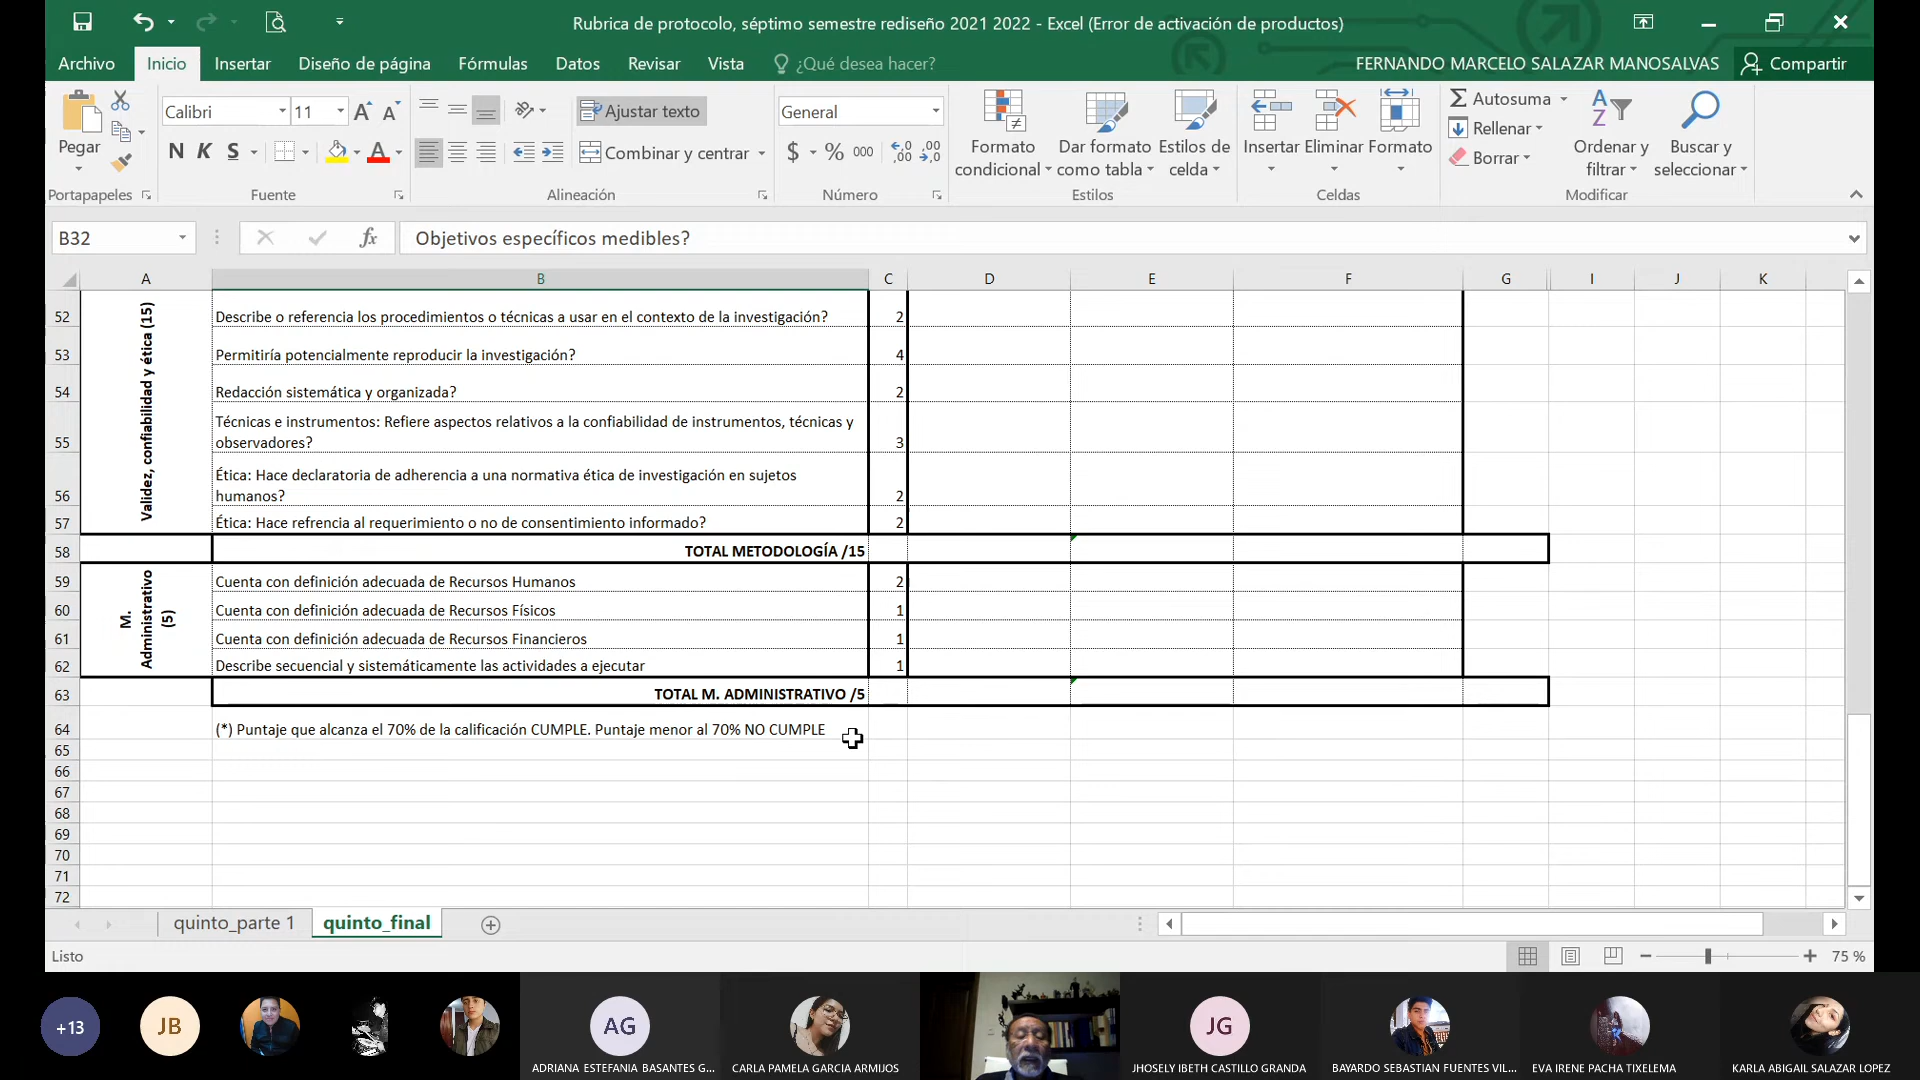 Rubrica de protocolo, séptimo semestre rediseño 2021 2022 - Excel (Error de activación de productos)
Archivo Inicio Insertar Diseño de página Fórmulas Datos Revisar Vista ¿Qué desea hacer? FERNANDO MARCELO SALAZAR MANOSALVAS Compartir
Pegar
Portapapeles
Calibri 11
N K S
Fuente
Ajustar texto
Combinar y centrar
Alineación
General
$ % 000
Número
Formato condicional
Dar formato como tabla
Estilos de celda
Estilos
Insertar Eliminar Formato
Celdas
Autosuma
Rellenar
Borrar
Ordenar y filtrar
Buscar y seleccionar
Modificar
B32 fx Objetivos específicos medibles?
A B C D E F G I J K
Validez, confiabilidad y ética (15)
52 Describe o referencia los procedimientos o técnicas a usar en el contexto de la investigación? 2
53 Permitiría potencialmente reproducir la investigación? 4
54 Redacción sistemática y organizada? 2
Técnicas e instrumentos: Refiere aspectos relativos a la confiabilidad de instrumentos, técnicas y
55 observadores? 3
Ética: Hace declaratoria de adherencia a una normativa ética de investigación en sujetos
56 humanos? 2
57 Ética: Hace refrencia al requerimiento o no de consentimiento informado? 2
58 TOTAL METODOLOGÍA /15
M.
Administrativo
(5)
59 Cuenta con definición adecuada de Recursos Humanos 2
60 Cuenta con definición adecuada de Recursos Físicos 1
61 Cuenta con definición adecuada de Recursos Financieros 1
62 Describe secuencial y sistemáticamente las actividades a ejecutar 1
63 TOTAL M. ADMINISTRATIVO /5
64 (*) Puntaje que alcanza el 70% de la calificación CUMPLE. Puntaje menor al 70% NO CUMPLE
65
66
67
68
69
70
71
72
quinto_parte 1 quinto_final
Listo 75 %
+13 JB AG JG
ADRIANA ESTEFANIA BASANTES G... CARLA PAMELA GARCIA ARMIJOS JHOSELY IBETH CASTILLO GRANDA BAYARDO SEBASTIAN FUENTES VIL... EVA IRENE PACHA TIXELEMA KARLA ABIGAIL SALAZAR LOPEZ